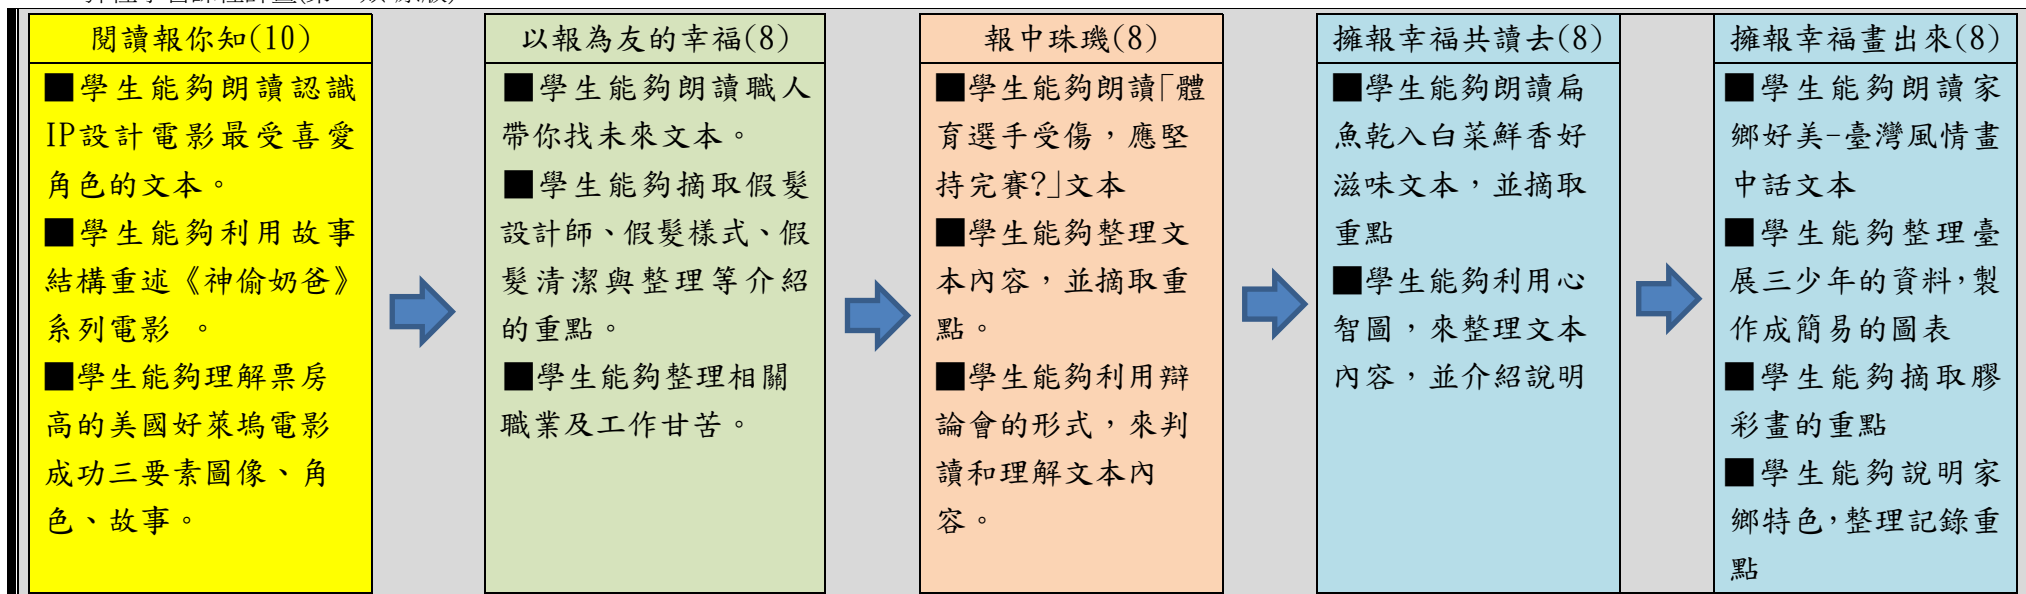 閱讀報你知(10)
■學生能夠朗讀認識
IP設計電影最受喜愛
角色的文本。
■學生能夠利用故事
結構重述《神偷奶爸》
系列電影 。
■學生能夠理解票房
高的美國好萊塢電影
成功三要素圖像、角
色、故事。
以報為友的幸福(8)
■學生能夠朗讀職人
帶你找未來文本。
■學生能夠摘取假髮
設計師、假髮樣式、假
髮清潔與整理等介紹
的重點。
■學生能夠整理相關
職業及工作甘苦。
報中珠璣(8)
■學生能夠朗讀「體
育選手受傷,應堅
持完賽?」文本
■學生能夠整理文
本內容,並摘取重
點。
■學生能夠利用辯
論會的形式,來判
讀和理解文本內
容。
擁報幸福共讀去(8)
■學生能夠朗讀扁
魚乾入白菜鮮香好
滋味文本,並摘取
重點
■學生能夠利用心
智圖,來整理文本
內容,並介紹說明
擁報幸福畫出來(8)
■學生能夠朗讀家
鄉好美-臺灣風情畫
中話文本
■學生能夠整理臺
展三少年的資料,製
作成簡易的圖表
■學生能夠摘取膠
彩畫的重點
■學生能夠說明家
鄉特色,整理記錄重
點